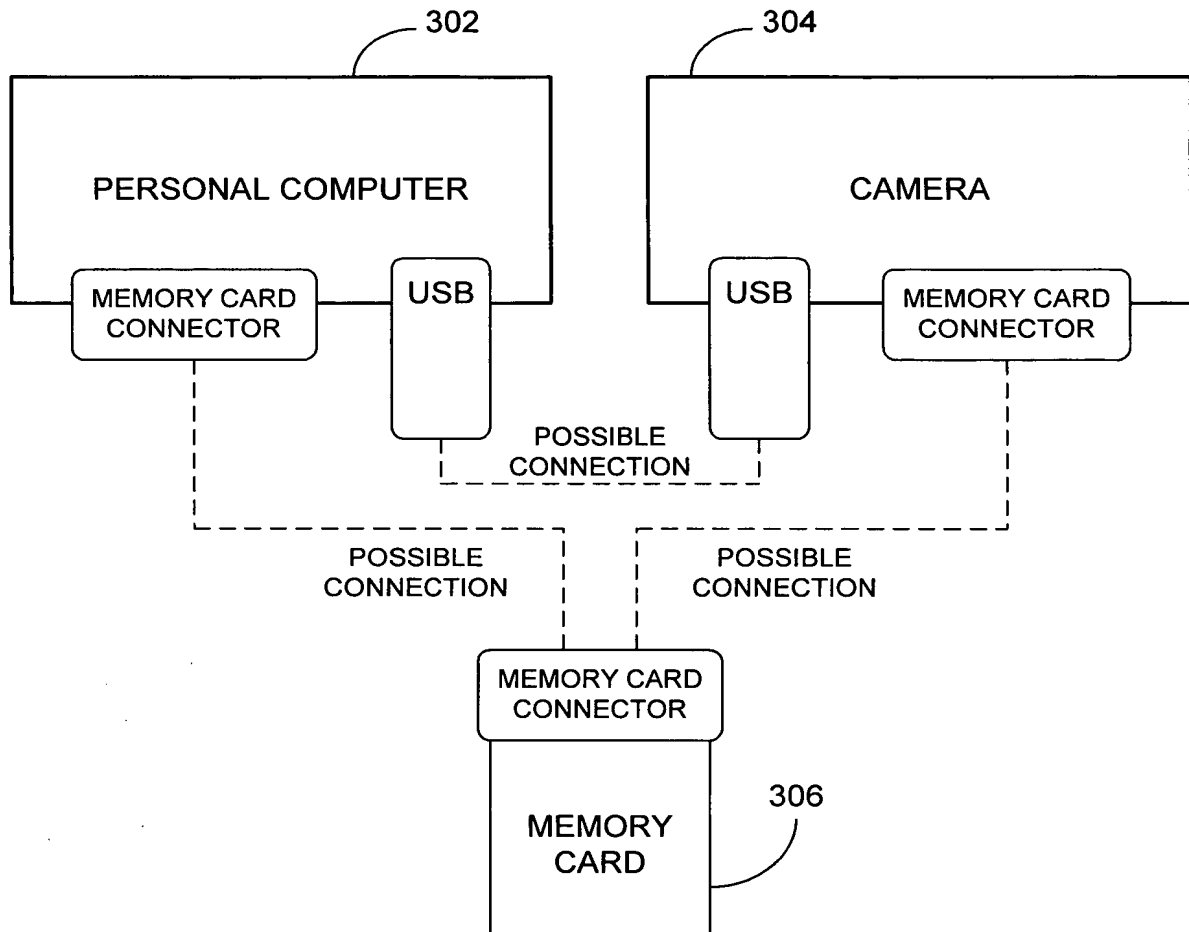 302
304
PERSONAL COMPUTER
CAMERA
MEMORY CARD
CONNECTOR
USB
USB
MEMORY CARD
CONNECTOR
POSSIBLE
CONNECTION
POSSIBLE
CONNECTION
POSSIBLE
CONNECTION
MEMORY CARD
CONNECTOR
306
MEMORY
CARD